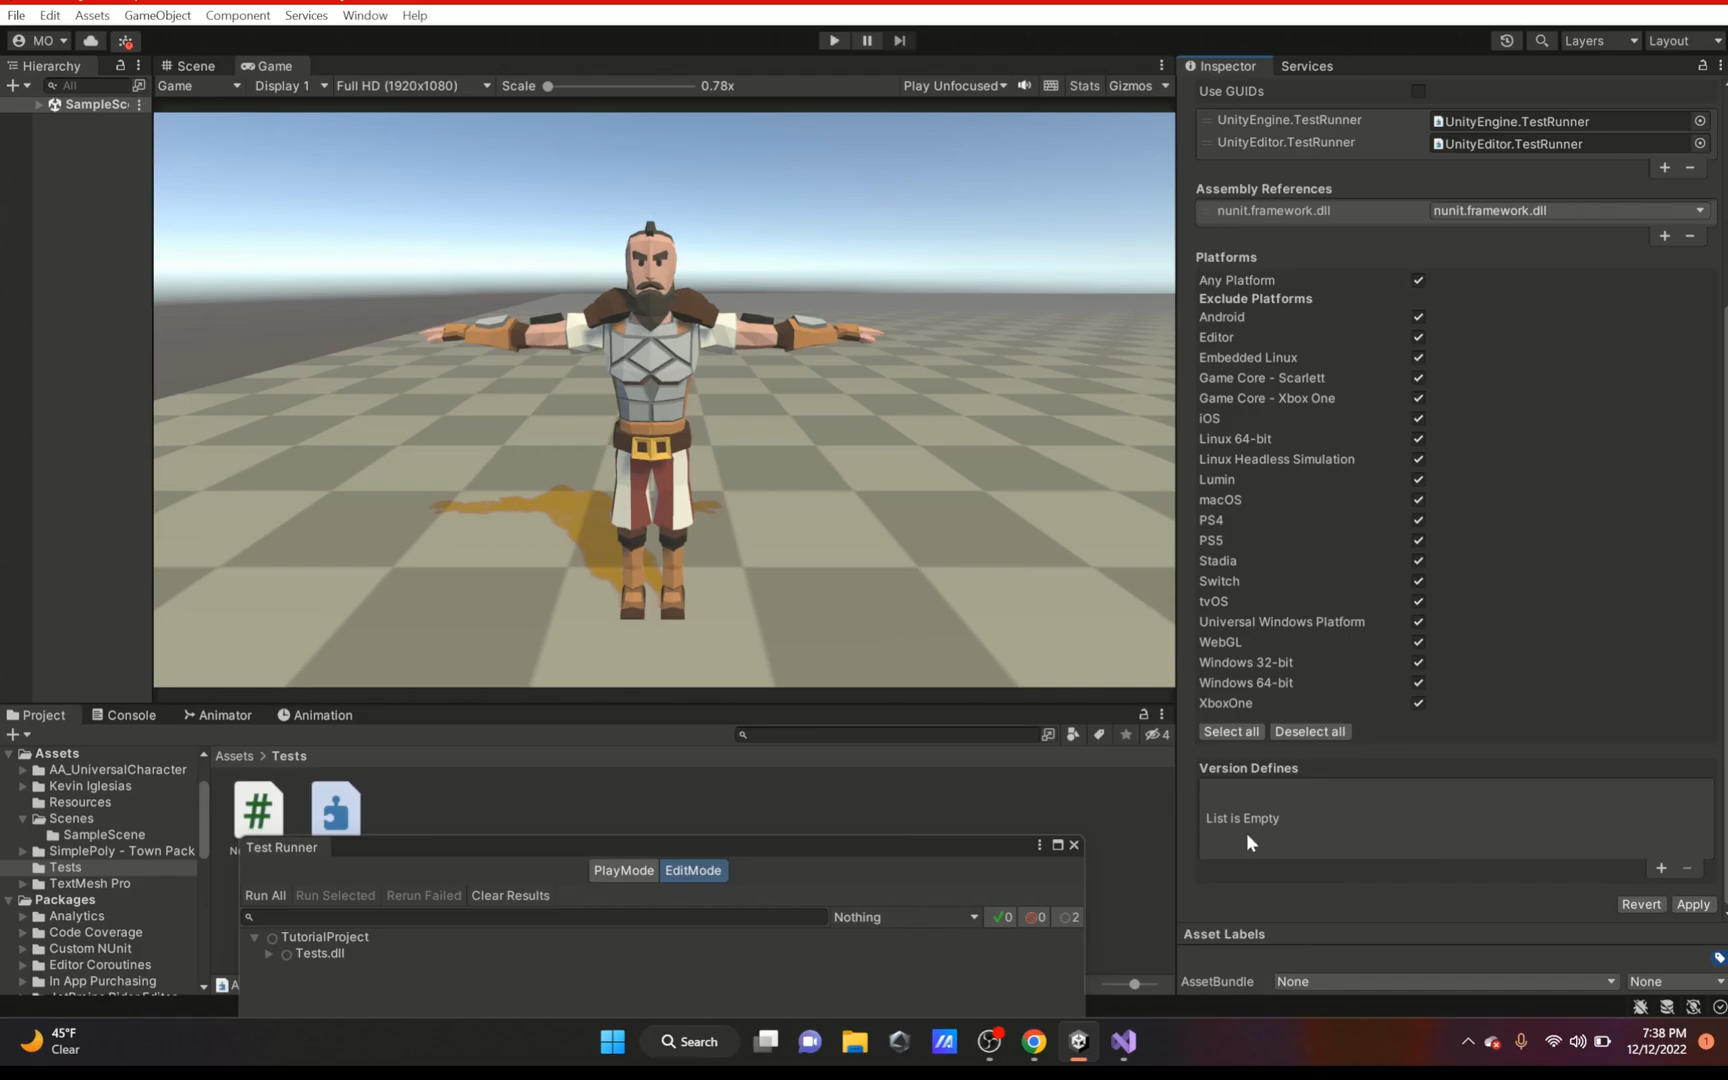 File Edit Assets GameObject Component Services Window Help
MO Layers Layout
Hierarchy Scene Game Inspector Services
All Game Display 1 Full HD (1920x1080) Scale 0.78x Play Unfocused Stats Gizmos
SampleSc
Use GUIDs
UnityEngine.TestRunner UnityEngine.TestRunner
UnityEditor.TestRunner UnityEditor.TestRunner
Assembly References
nunit.framework.dll nunit.framework.dll
Platforms
Any Platform
Exclude Platforms
Android
Editor
Embedded Linux
Game Core - Scarlett
Game Core - Xbox One
iOS
Linux 64-bit
Linux Headless Simulation
Lumin
macOS
PS4
PS5
Stadia
Switch
tvOS
Universal Windows Platform
WebGL
Windows 32-bit
Windows 64-bit
XboxOne
Select all Deselect all
Version Defines
List is Empty
Revert Apply
Asset Labels
AssetBundle None None
Project Console Animator Animation
4
Assets
AA_UniversalCharacter
Kevin Iglesias
Resources
Scenes
SampleScene
SimplePoly - Town Pack
Tests
TextMesh Pro
Packages
Analytics
Code Coverage
Custom NUnit
Editor Coroutines
In App Purchasing
Assets > Tests
Test Runner
PlayMode EditMode
Run All Run Selected Rerun Failed Clear Results
Nothing 0 0 2
TutorialProject
Tests.dll
45°F
Clear
Search
7:38 PM
12/12/2022
1